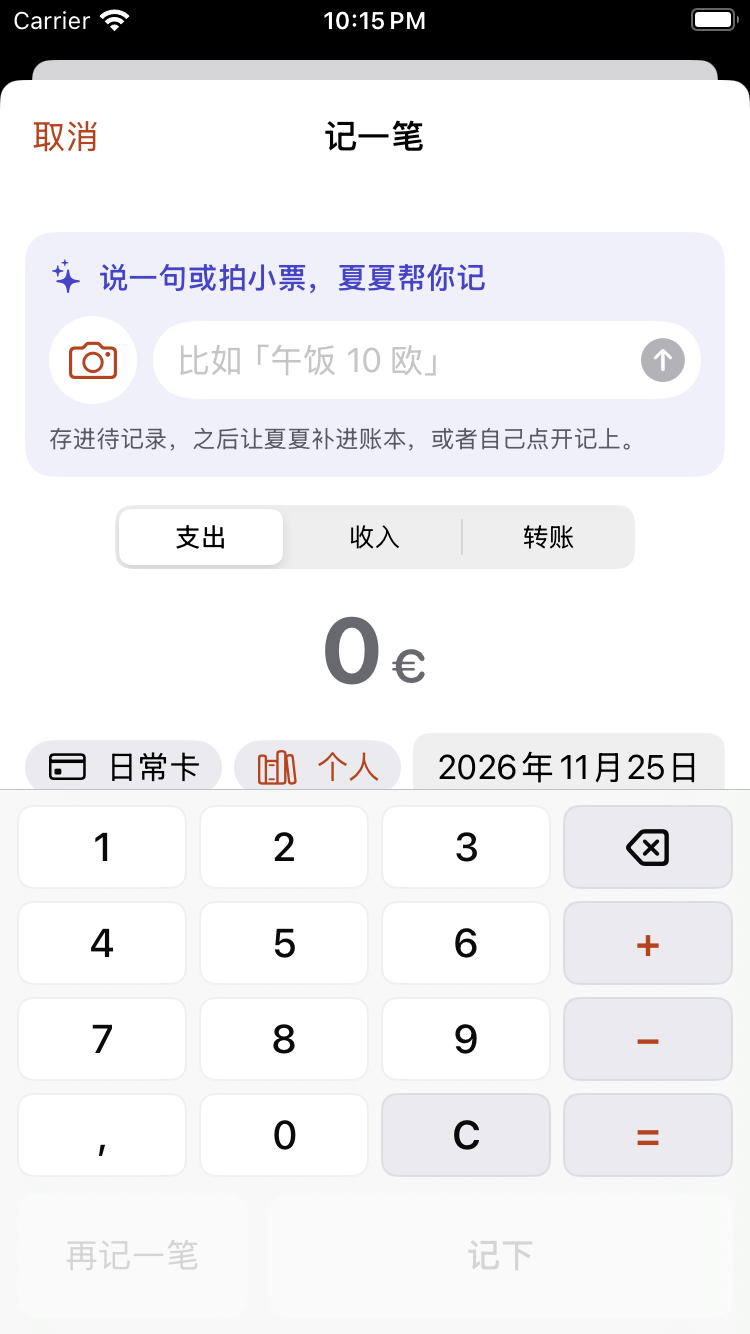 Carrier 10:15 PM
取消 记一笔
说一句或拍小票，夏夏帮你记
比如「午饭 10 欧」
存进待记录，之后让夏夏补进账本，或者自己点开记上。
支出 收入 转账
0 €
日常卡 个人 2026年11月25日
1 2 3
4 5 6 +
7 8 9 −
, 0 C =
再记一笔 记下